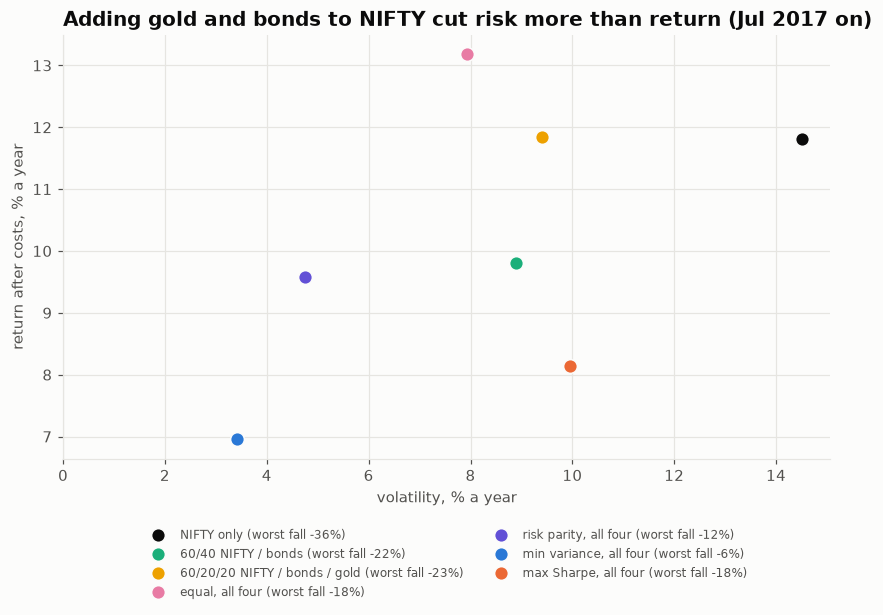 Adding gold and bonds to NIFTY cut risk more than return (Jul 2017 on)
return after costs, % a year
13
12
11
10
9
8
7
0 2 4 6 8 10 12 14
volatility, % a year
NIFTY only (worst fall -36%)
60/40 NIFTY / bonds (worst fall -22%)
60/20/20 NIFTY / bonds / gold (worst fall -23%)
equal, all four (worst fall -18%)
risk parity, all four (worst fall -12%)
min variance, all four (worst fall -6%)
max Sharpe, all four (worst fall -18%)